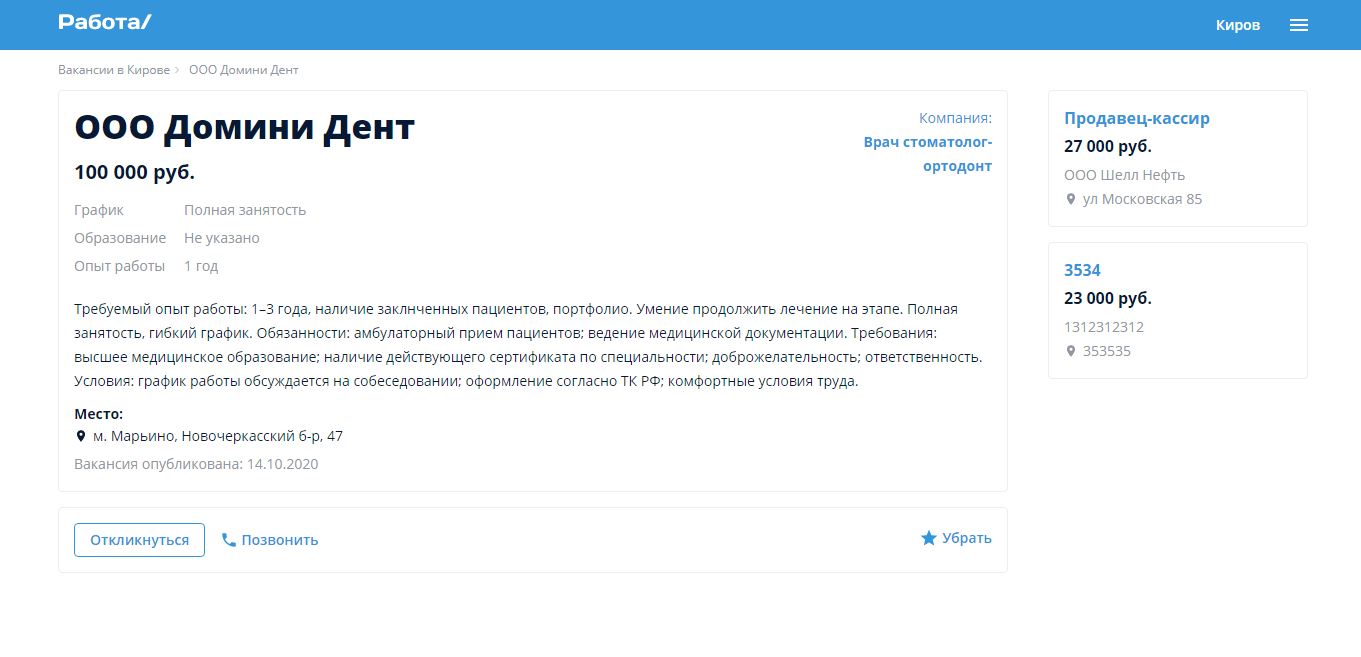 Работа/
Киров
Вакансии в Кирове > ООО Домини Дент
ООО Домини Дент
100 000 руб.
Компания:
Врач стоматолог-
ортодонт
График Полная занятость
Образование Не указано
Опыт работы 1 год
Требуемый опыт работы: 1–3 года, наличие заклнченных пациентов, портфолио. Умение продолжить лечение на этапе. Полная
занятость, гибкий график. Обязанности: амбулаторный прием пациентов; ведение медицинской документации. Требования:
высшее медицинское образование; наличие действующего сертификата по специальности; доброжелательность; ответственность.
Условия: график работы обсуждается на собеседовании; оформление согласно ТК РФ; комфортные условия труда.
Место:
м. Марьино, Новочеркасский б-р, 47
Вакансия опубликована: 14.10.2020
Откликнуться
Позвонить
Убрать
Продавец-кассир
27 000 руб.
ООО Шелл Нефть
ул Московская 85
3534
23 000 руб.
1312312312
353535